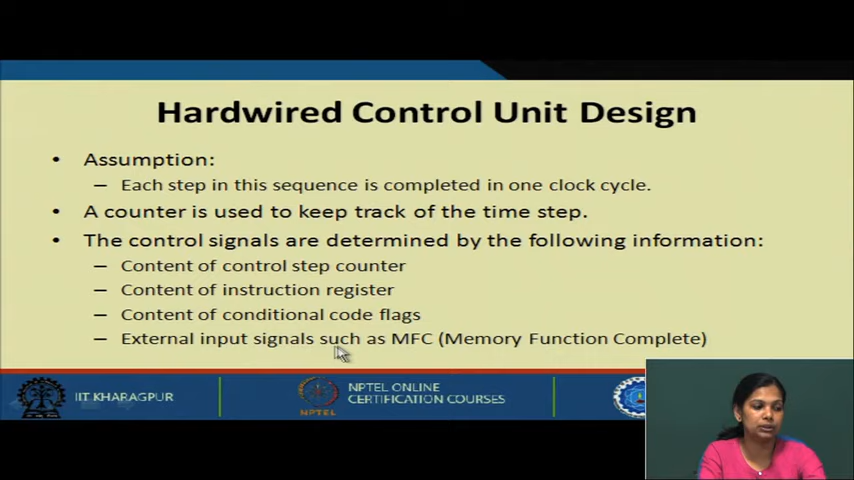 Hardwired Control Unit Design
• Assumption:
– Each step in this sequence is completed in one clock cycle.
• A counter is used to keep track of the time step.
• The control signals are determined by the following information:
– Content of control step counter
– Content of instruction register
– Content of conditional code flags
– External input signals such as MFC (Memory Function Complete)
IIT KHARAGPUR
NPTEL
NPTEL ONLINE
CERTIFICATION COURSES